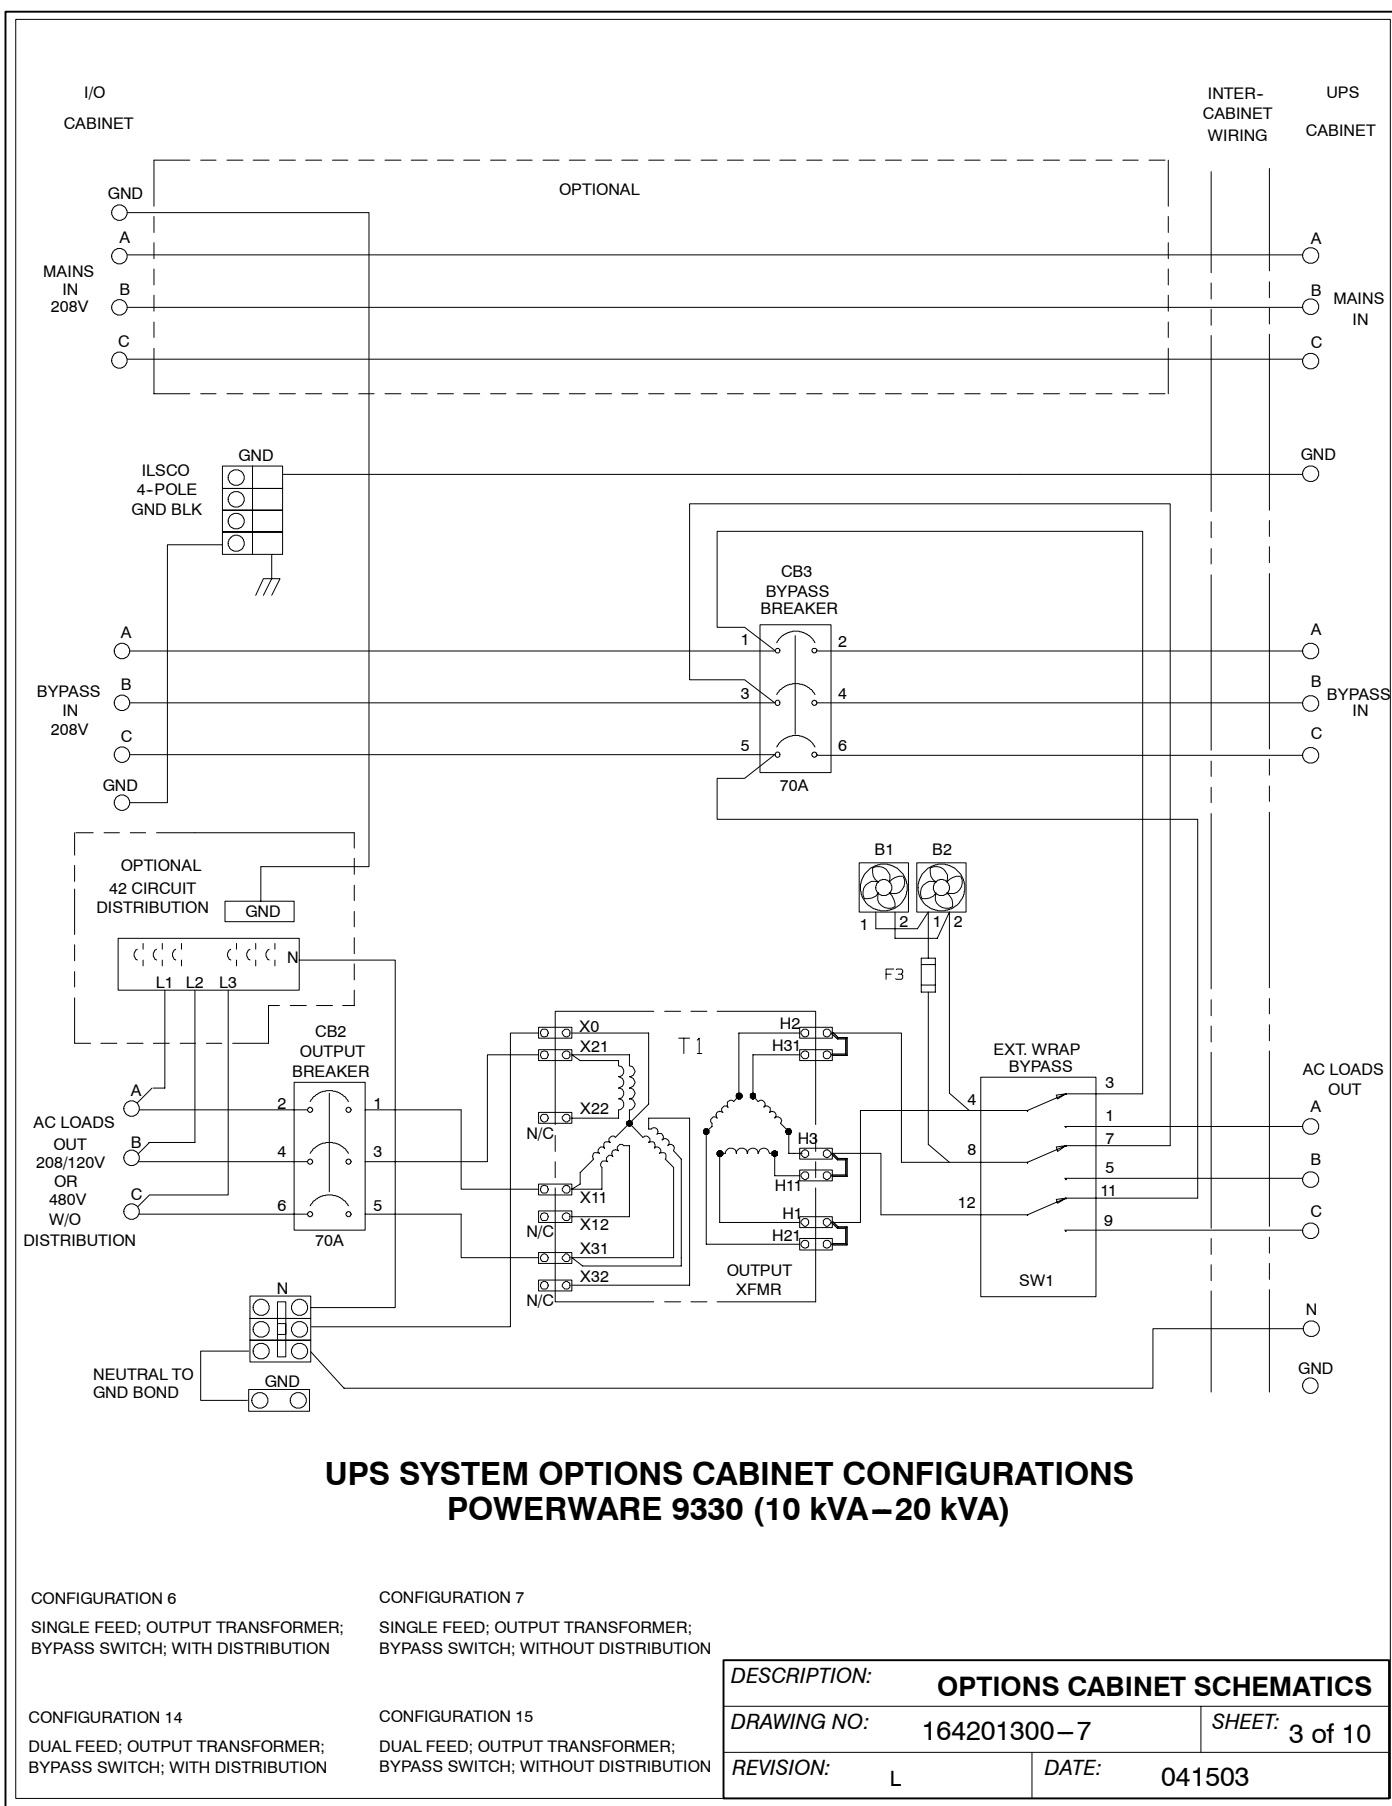 I/O
CABINET
INTER-
CABINET
WIRING
UPS
CABINET
OPTIONAL
GND
A
B
C
MAINS
IN
208V
A
B
C
MAINS
IN
ILSCO
4-POLE
GND BLK
GND
GND
CB3
BYPASS
BREAKER
1
2
3
4
5
6
70A
A
B
C
GND
BYPASS
IN
208V
A
B
C
BYPASS
IN
OPTIONAL
42 CIRCUIT
DISTRIBUTION
GND
N
L1 L2 L3
B1 B2
1 2 1 2
F3
CB2
OUTPUT
BREAKER
2
1
4
3
6
5
70A
A
B
C
AC LOADS
OUT
208/120V
OR
480V
W/O
DISTRIBUTION
X0
X21
X22
N/C
X11
X12
N/C
X31
X32
N/C
T1
H2
H31
H3
H11
H1
H21
OUTPUT
XFMR
EXT. WRAP
BYPASS
4
3
1
8
7
5
12
11
9
SW1
AC LOADS
OUT
A
B
C
N
GND
N
NEUTRAL TO
GND BOND
GND
UPS SYSTEM OPTIONS CABINET CONFIGURATIONS
POWERWARE 9330 (10 kVA–20 kVA)
CONFIGURATION 6
SINGLE FEED; OUTPUT TRANSFORMER;
BYPASS SWITCH; WITH DISTRIBUTION
CONFIGURATION 7
SINGLE FEED; OUTPUT TRANSFORMER;
BYPASS SWITCH; WITHOUT DISTRIBUTION
CONFIGURATION 14
DUAL FEED; OUTPUT TRANSFORMER;
BYPASS SWITCH; WITH DISTRIBUTION
CONFIGURATION 15
DUAL FEED; OUTPUT TRANSFORMER;
BYPASS SWITCH; WITHOUT DISTRIBUTION
DESCRIPTION: OPTIONS CABINET SCHEMATICS
DRAWING NO: 164201300–7 SHEET: 3 of 10
REVISION: L DATE: 041503